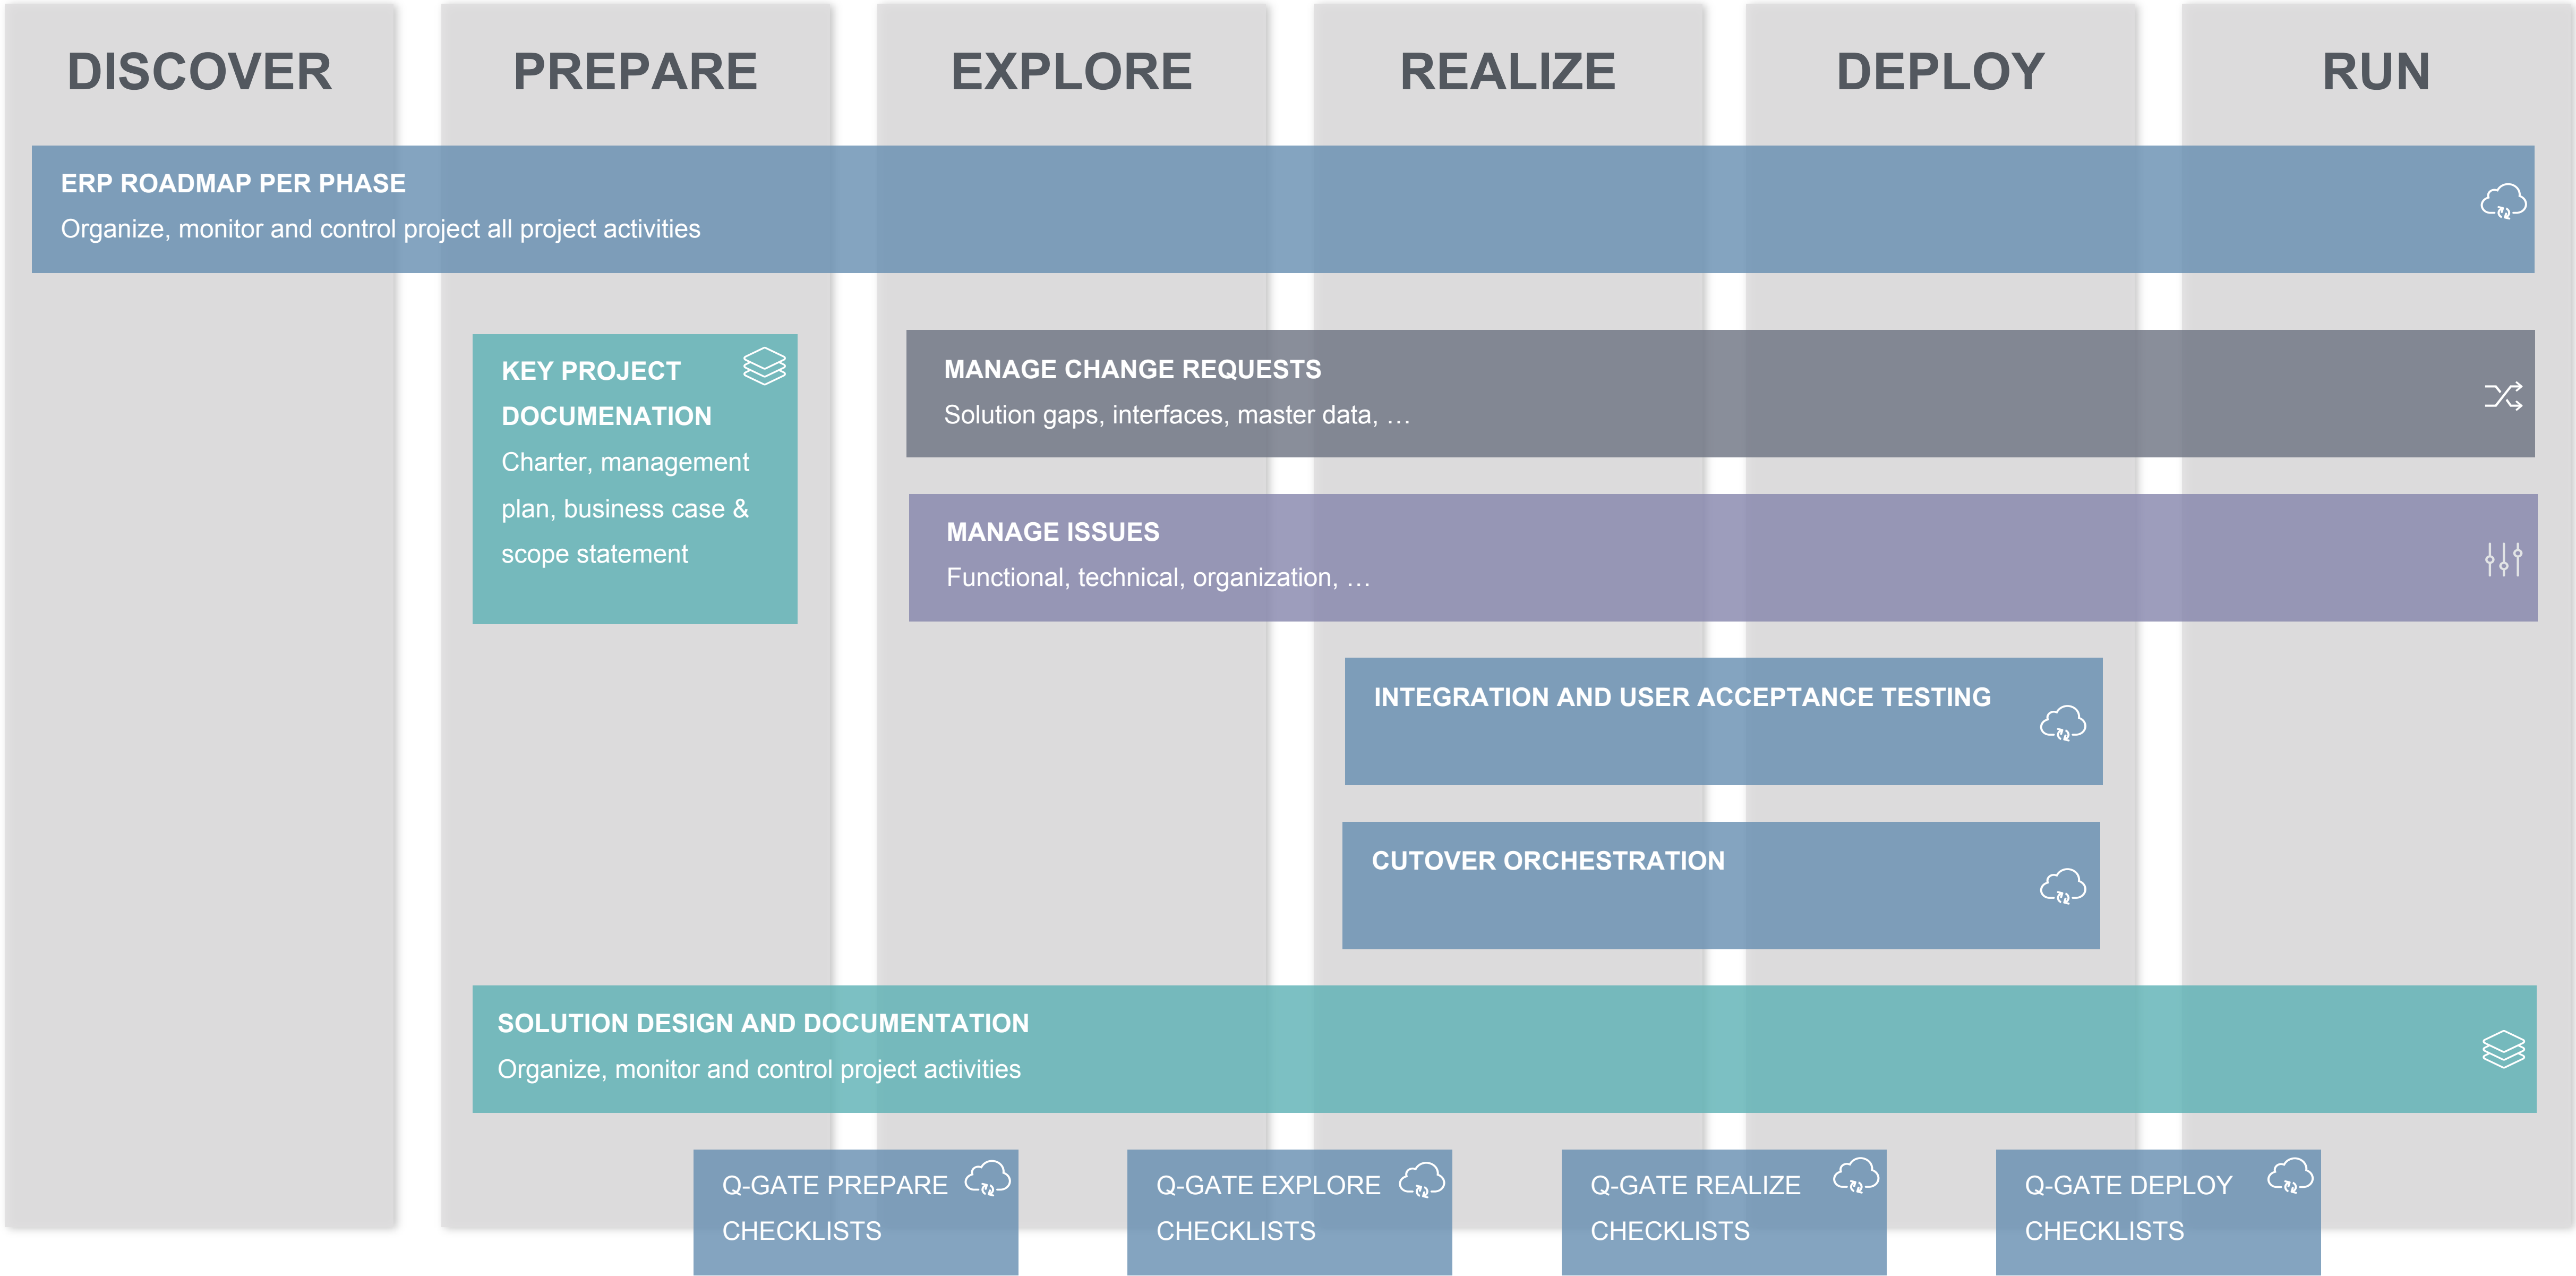 DISCOVER
PREPARE
EXPLORE
REALIZE
DEPLOY
RUN
ERP ROADMAP PER PHASE
Organize, monitor and control project all project activities
KEY PROJECT
DOCUMENATION
Charter, management
plan, business case &
scope statement
MANAGE CHANGE REQUESTS
Solution gaps, interfaces, master data, …
MANAGE ISSUES
Functional, technical, organization, …
INTEGRATION AND USER ACCEPTANCE TESTING
CUTOVER ORCHESTRATION
SOLUTION DESIGN AND DOCUMENTATION
Organize, monitor and control project activities
Q-GATE PREPARE
CHECKLISTS
Q-GATE EXPLORE
CHECKLISTS
Q-GATE REALIZE
CHECKLISTS
Q-GATE DEPLOY
CHECKLISTS